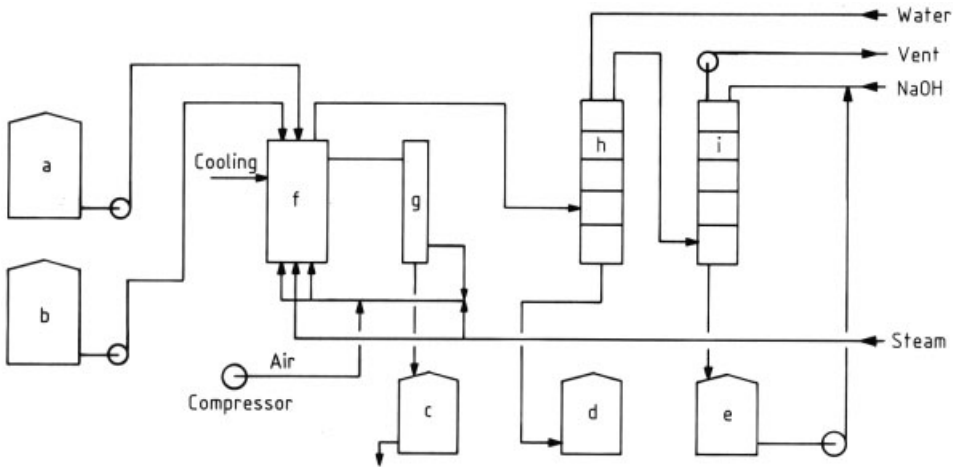 Water
Vent
NaOH
h
i
a
Cooling
f
g
b
Steam
Air
Compressor
c
d
e